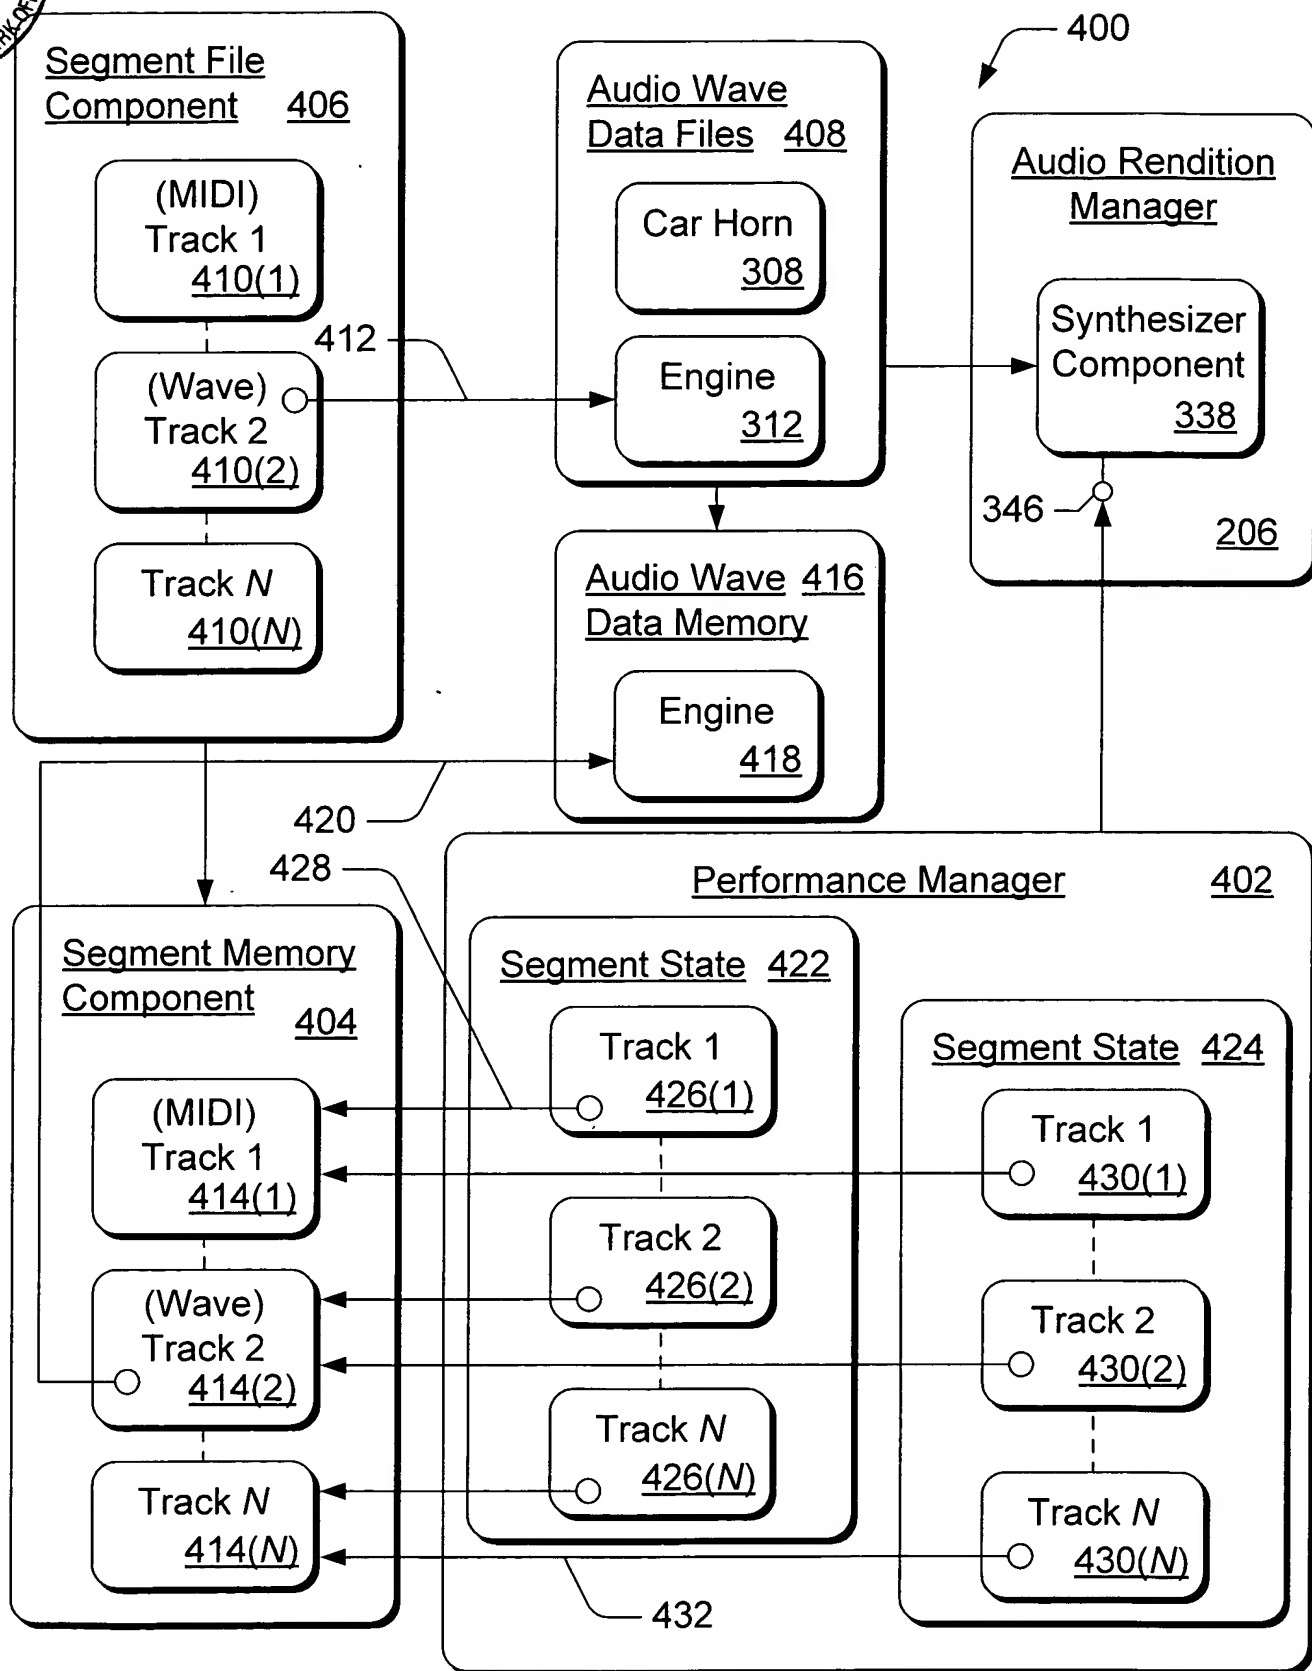 400
Segment File
Component 406
(MIDI)
Track 1
410(1)
(Wave)
Track 2
410(2)
Track N
410(N)
412
Audio Wave
Data Files 408
Car Horn
308
Engine
312
Audio Rendition
Manager
Synthesizer
Component
338
346
206
Audio Wave 416
Data Memory
Engine
418
420
428
Performance Manager 402
Segment Memory
Component
404
(MIDI)
Track 1
414(1)
(Wave)
Track 2
414(2)
Track N
414(N)
Segment State 422
Track 1
426(1)
Track 2
426(2)
Track N
426(N)
Segment State 424
Track 1
430(1)
Track 2
430(2)
Track N
430(N)
432